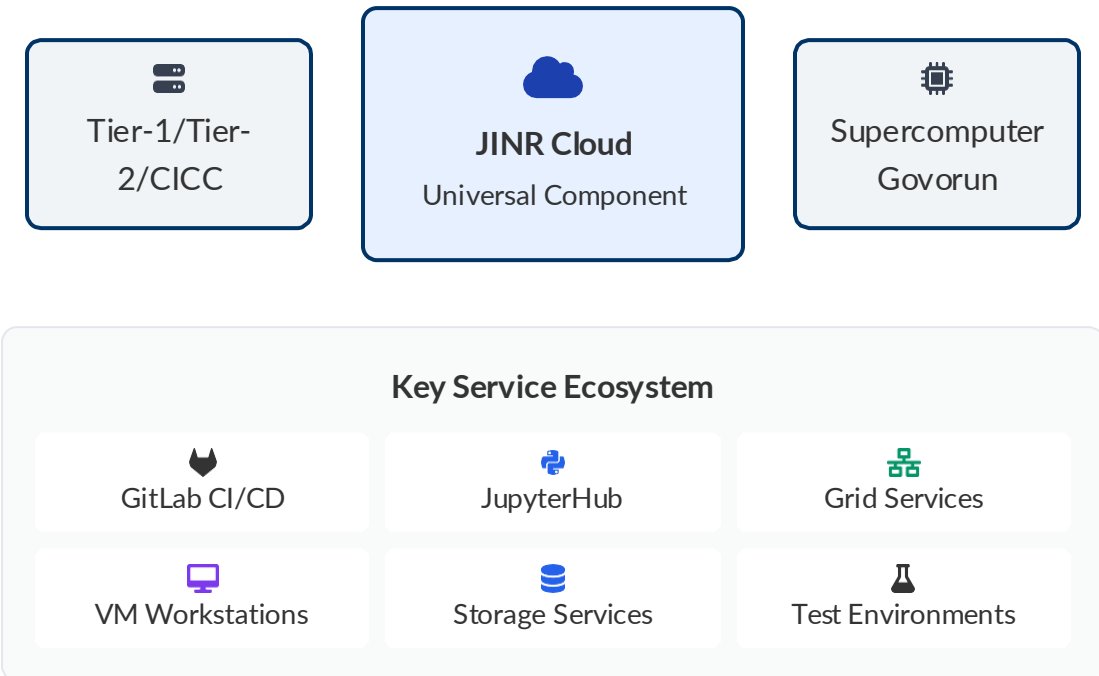 Tier-1/Tier-
2/CICC
JINR Cloud
Universal Component
Supercomputer
Govorun
Key Service Ecosystem
GitLab CI/CD
JupyterHub
Grid Services
VM Workstations
Storage Services
Test Environments